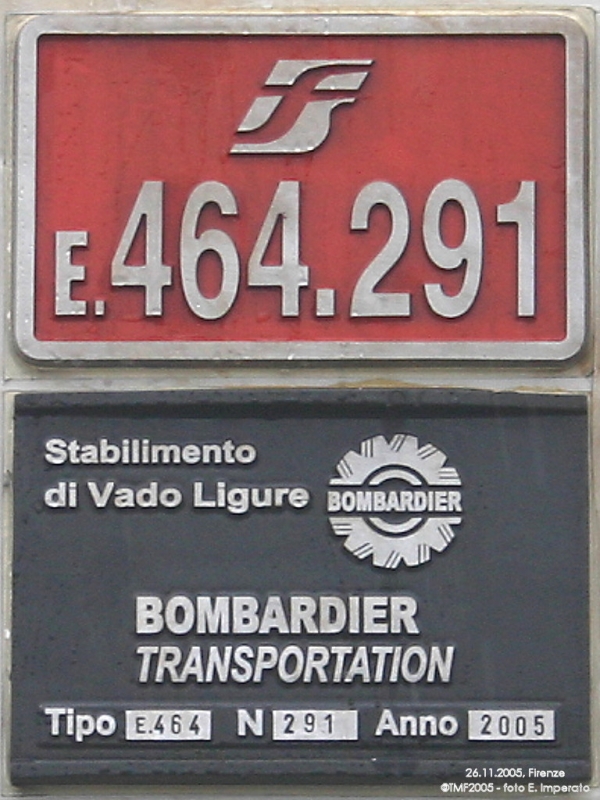 E.464.291
Stabilimento
di Vado Ligure
BOMBARDIER
BOMBARDIER
TRANSPORTATION
Tipo E.464 N 291 Anno 2005
26.11.2005, Firenze
©TMF2005 - foto E. Imperato